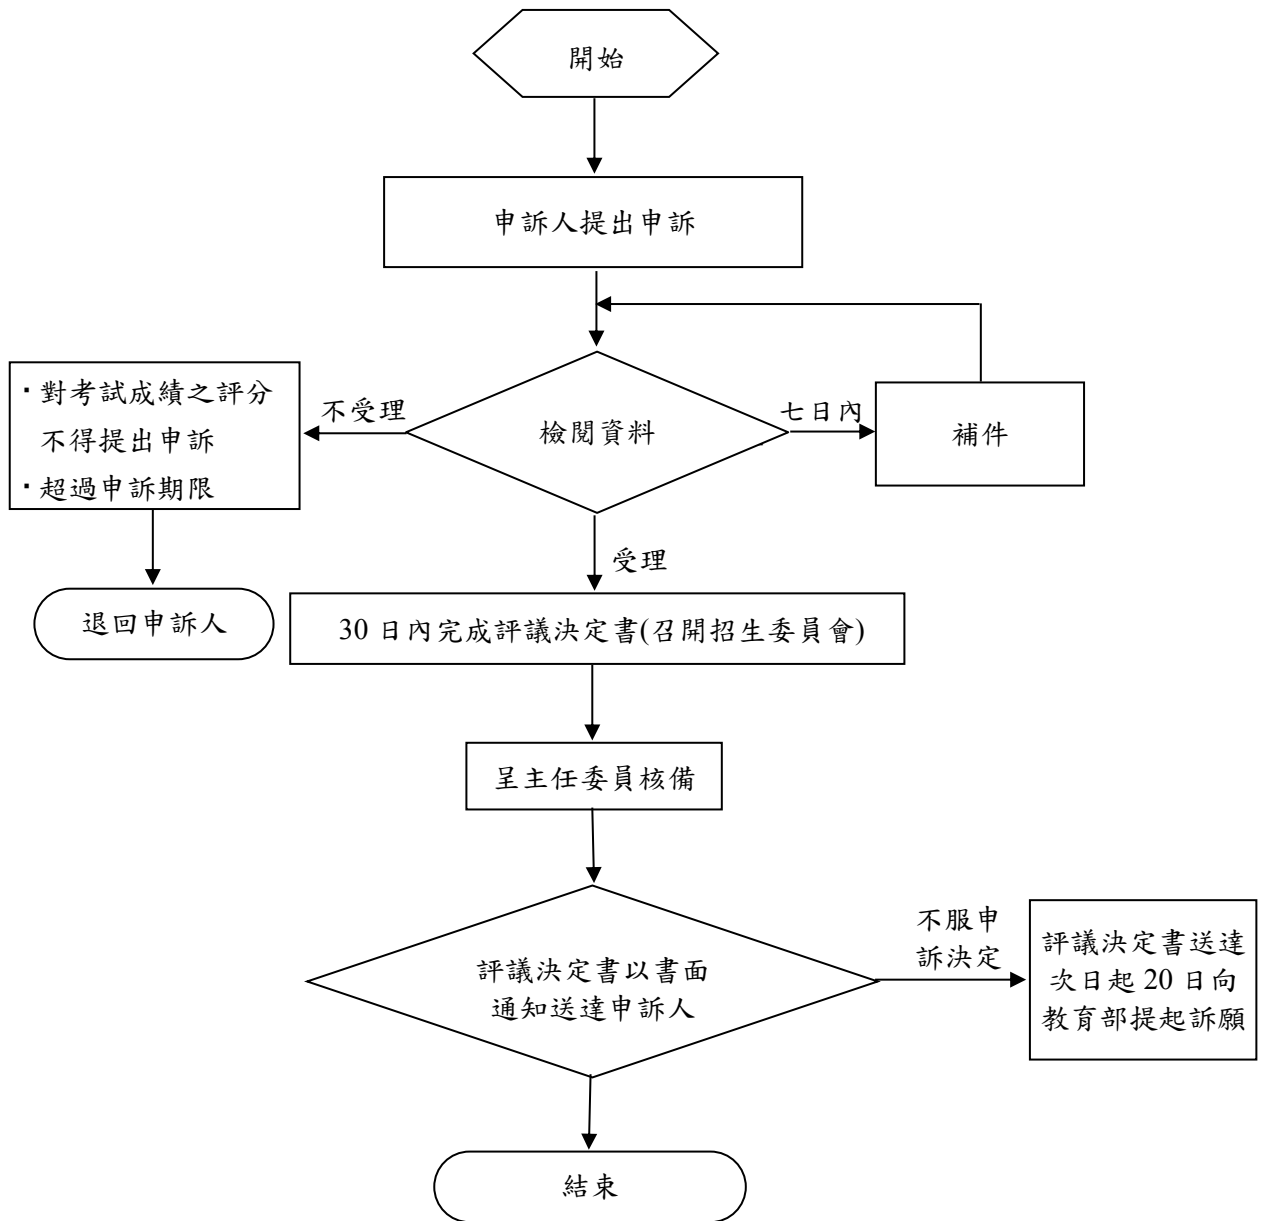 開始
申訴人提出申訴
‧對考試成績之評分
不得提出申訴
‧超過申訴期限
不受理
檢閱資料
七日內
補件
受理
退回申訴人
30 日內完成評議決定書(召開招生委員會)
呈主任委員核備
評議決定書以書面
通知送達申訴人
不服申
訴決定
評議決定書送達
次日起 20 日向
教育部提起訴願
結束